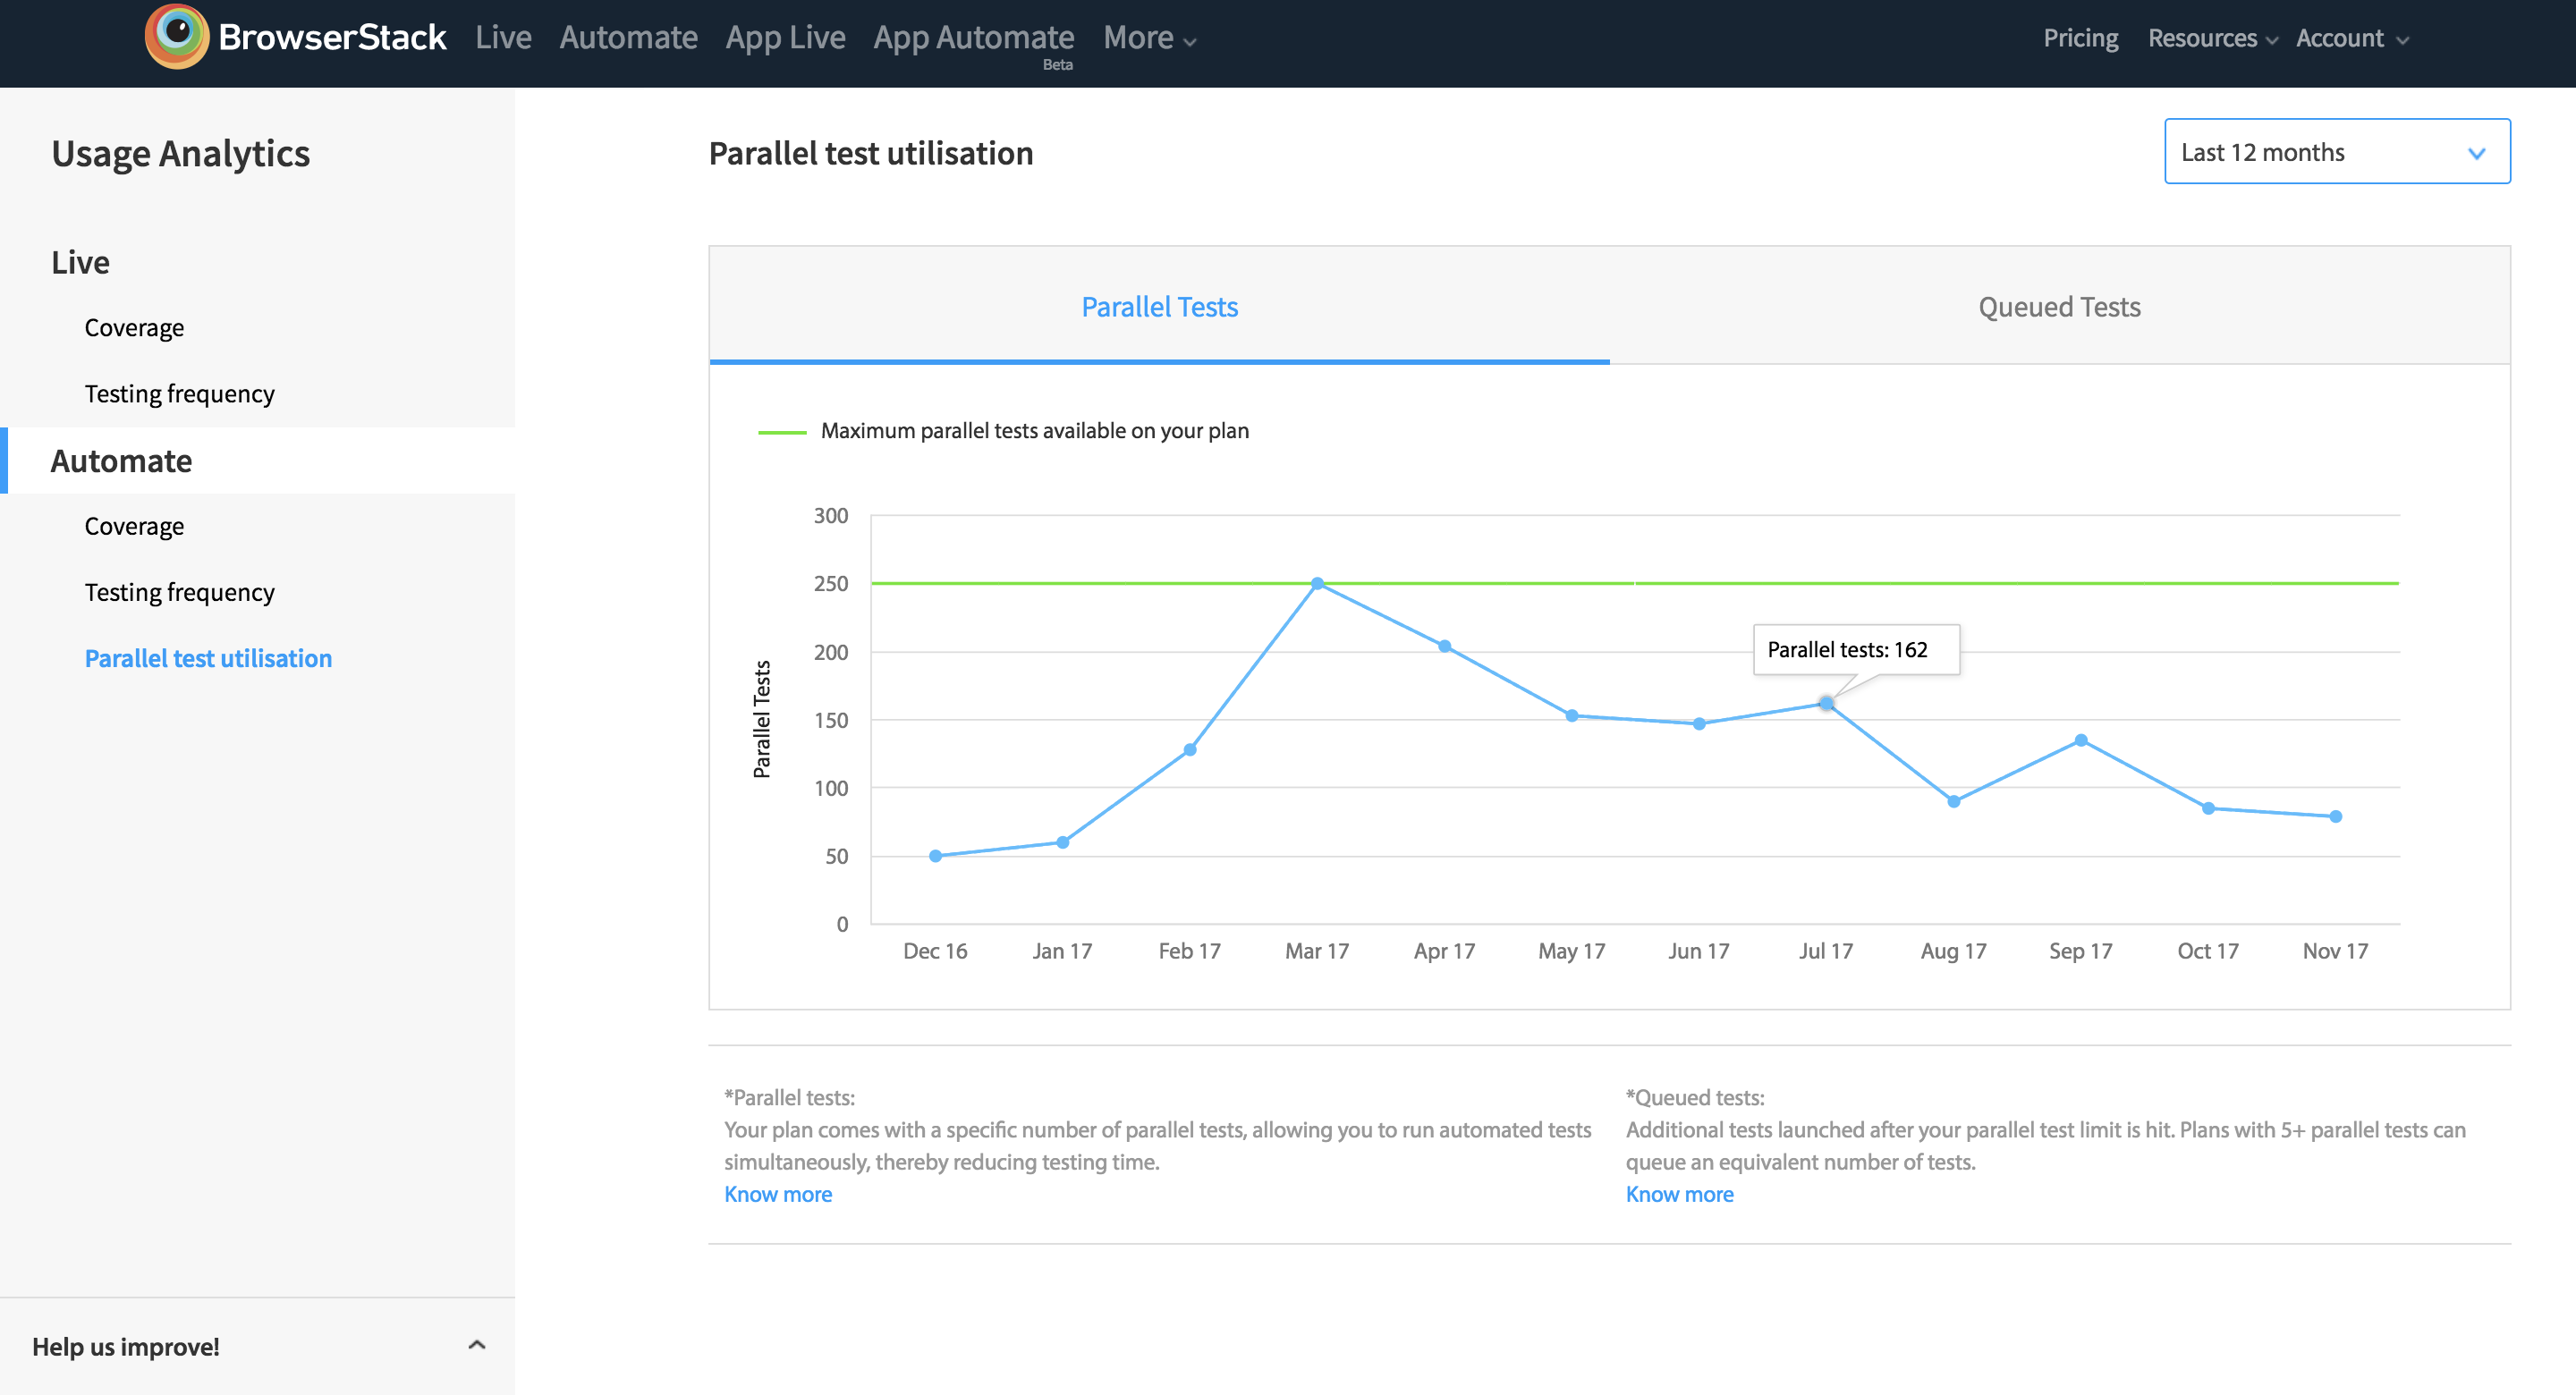 BrowserStack Live Automate App Live App Automate More Pricing Resources Account
Beta
Usage Analytics
Live
Coverage
Testing frequency
Automate
Coverage
Testing frequency
Parallel test utilisation
Help us improve!
Parallel test utilisation
Last 12 months
Parallel Tests Queued Tests
Maximum parallel tests available on your plan
Parallel Tests
300
250
200
150
100
50
0
Parallel tests: 162
Dec 16 Jan 17 Feb 17 Mar 17 Apr 17 May 17 Jun 17 Jul 17 Aug 17 Sep 17 Oct 17 Nov 17
*Parallel tests:
Your plan comes with a specific number of parallel tests, allowing you to run automated tests
simultaneously, thereby reducing testing time.
Know more
*Queued tests:
Additional tests launched after your parallel test limit is hit. Plans with 5+ parallel tests can
queue an equivalent number of tests.
Know more